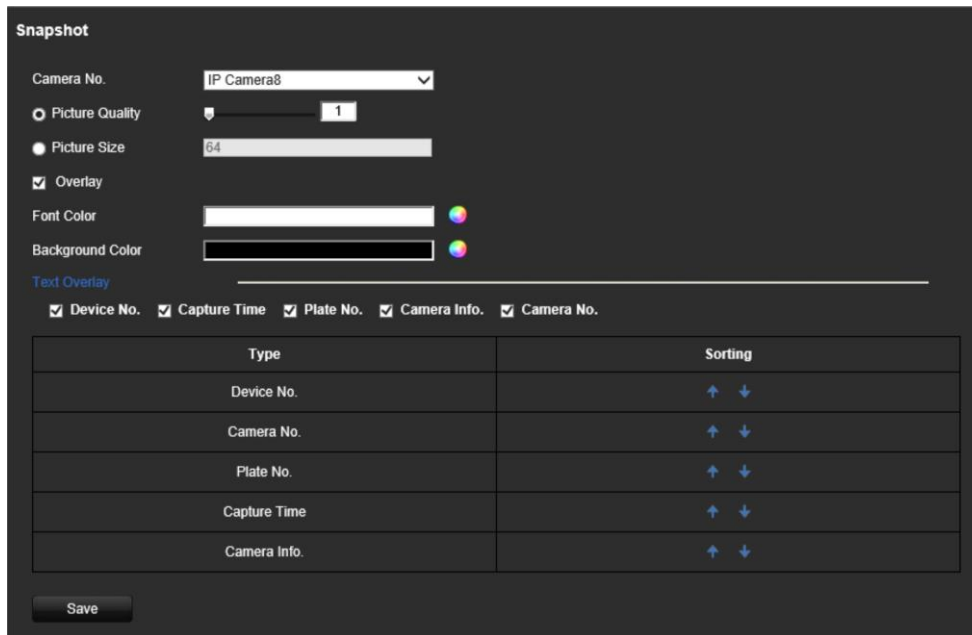 Snapshot
Camera No. IP Camera8
Picture Quality 1
Picture Size 64
Overlay
Font Color
Background Color
Text Overlay
Device No. Capture Time Plate No. Camera Info. Camera No.
Type Sorting
Device No.
Camera No.
Plate No.
Capture Time
Camera Info.
Save